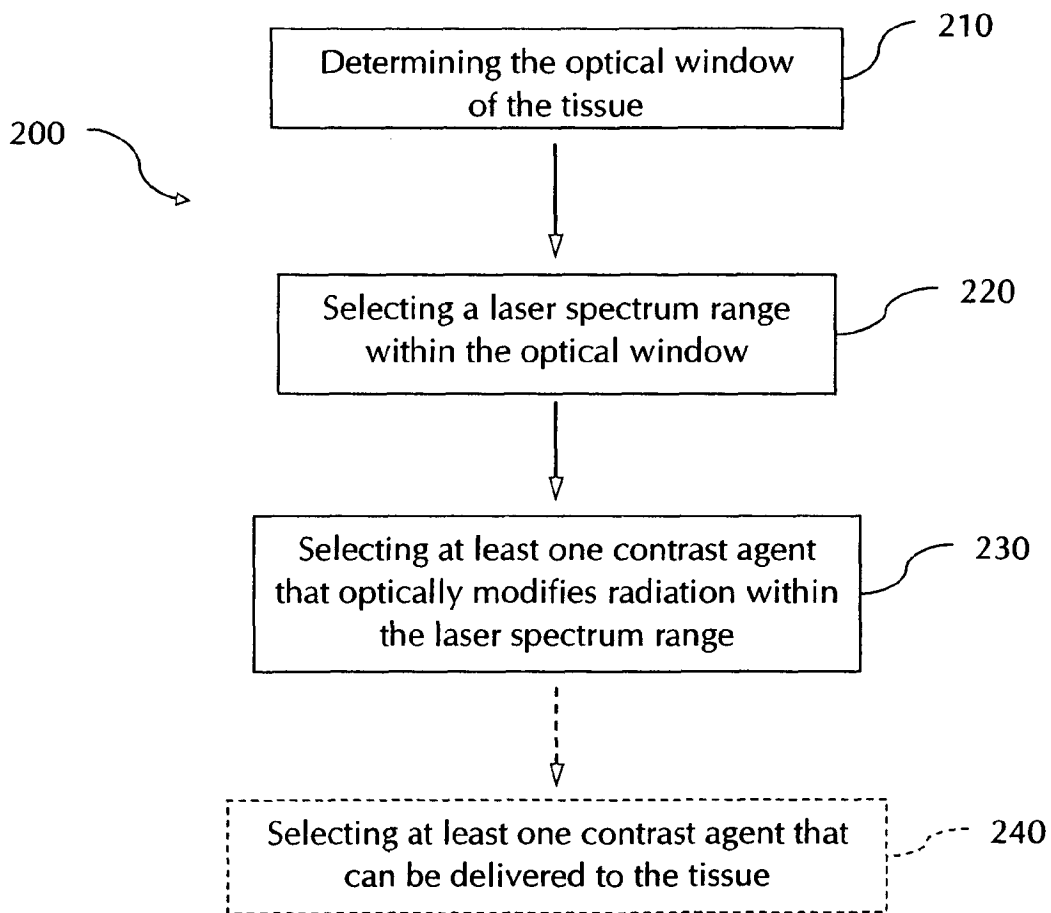 210
Determining the optical window
of the tissue
200
220
Selecting a laser spectrum range
within the optical window
230
Selecting at least one contrast agent
that optically modifies radiation within
the laser spectrum range
240
Selecting at least one contrast agent that
can be delivered to the tissue